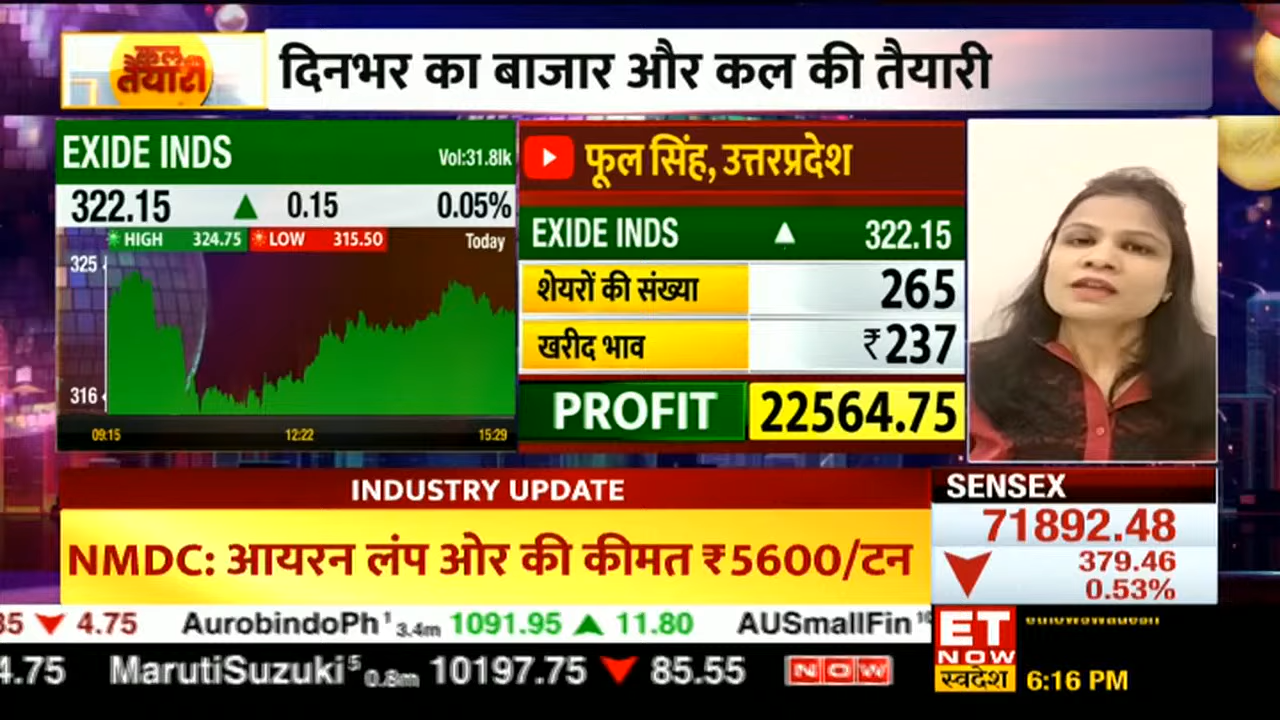 कल की तैयारी
दिनभर का बाजार और कल की तैयारी
EXIDE INDS Vol:31.8lk
322.15 ▲ 0.15 0.05%
HIGH 324.75 LOW 315.50 Today
325
316
09:15 12:22 15:29
फूल सिंह, उत्तरप्रदेश
EXIDE INDS ▲ 322.15
शेयरों की संख्या 265
खरीद भाव ₹237
PROFIT 22564.75
INDUSTRY UPDATE
NMDC: आयरन लंप ओर की कीमत ₹5600/टन
SENSEX
71892.48
▼ 379.46
0.53%
35 ▼ 4.75 AurobindoPh 3.4m 1091.95 ▲ 11.80 AUSmallFin
4.75 MarutiSuzuki 5 0.8m 10197.75 ▼ 85.55 NOW
ET
NOW
स्वदेश
6:16 PM